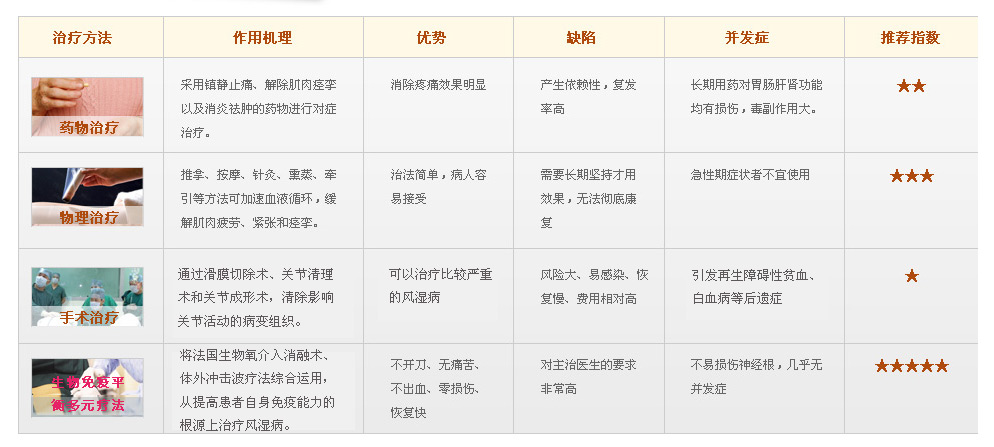 治疗方法 作用机理 优势 缺陷 并发症 推荐指数
药物治疗
采用镇静止痛、解除肌肉痉挛
以及消炎祛肿的药物进行对症
治疗。
消除疼痛效果明显
产生依赖性，复发
率高
长期用药对胃肠肝肾功能
均有损伤，毒副作用大。
★★
物理治疗
推拿、按摩、针灸、熏蒸、牵
引等方法可加速血液循环，缓
解肌肉疲劳、紧张和痉挛。
治法简单，病人容
易接受
需要长期坚持才用
效果，无法彻底康
复
急性期症状者不宜使用
★★★
手术治疗
通过滑膜切除术、关节清理
术和关节成形术，清除影响
关节活动的病变组织。
可以治疗比较严重
的风湿病
风险大、易感染、恢
复慢、费用相对高
引发再生障碍性贫血、
白血病等后遗症
★
生物免疫平
衡多元疗法
将法国生物氧介入消融术、
体外冲击波疗法综合运用，
从提高患者自身免疫能力的
根源上治疗风湿病。
不开刀、无痛苦、
不出血、零损伤、
恢复快
对主治医生的要求
非常高
不易损伤神经根，几乎无
并发症
★★★★★